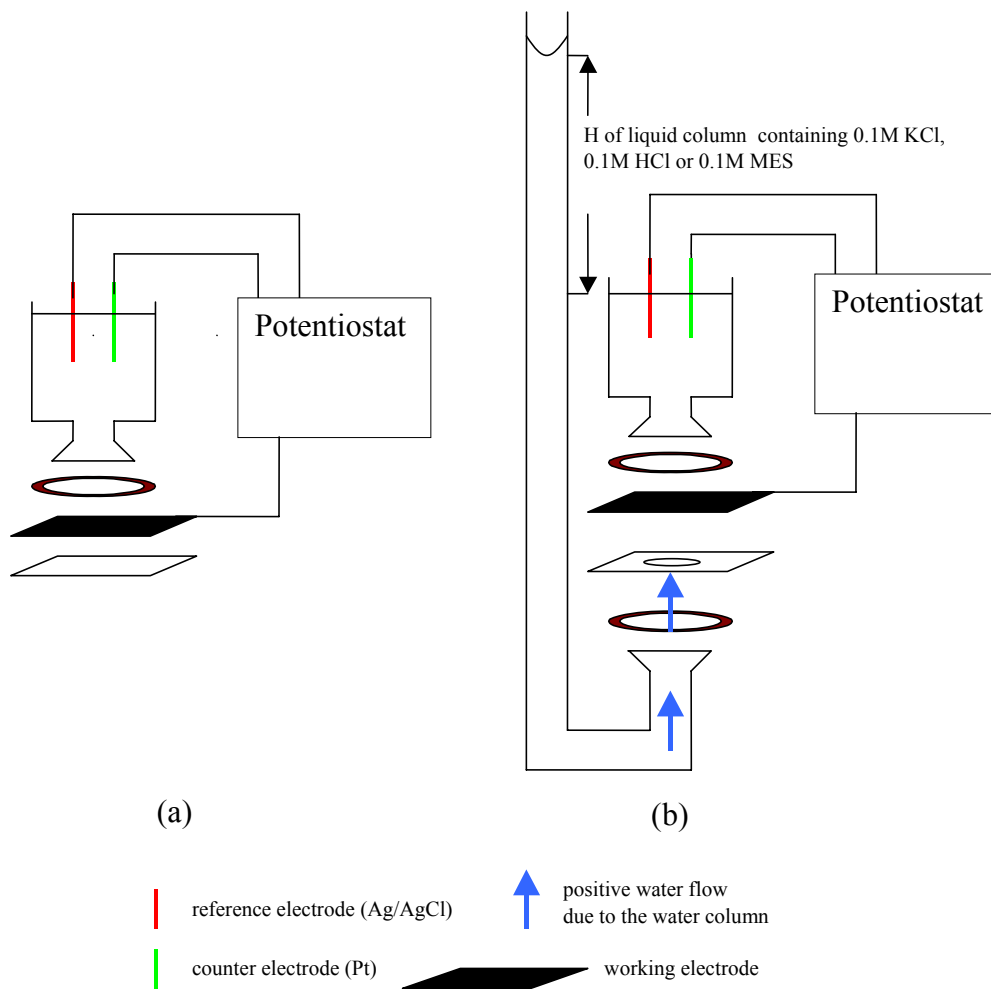 H of liquid column containing 0.1M KCl,
0.1M HCl or 0.1M MES
Potentiostat
Potentiostat
(a)
(b)
reference electrode (Ag/AgCl)
positive water flow
due to the water column
counter electrode (Pt)
working electrode